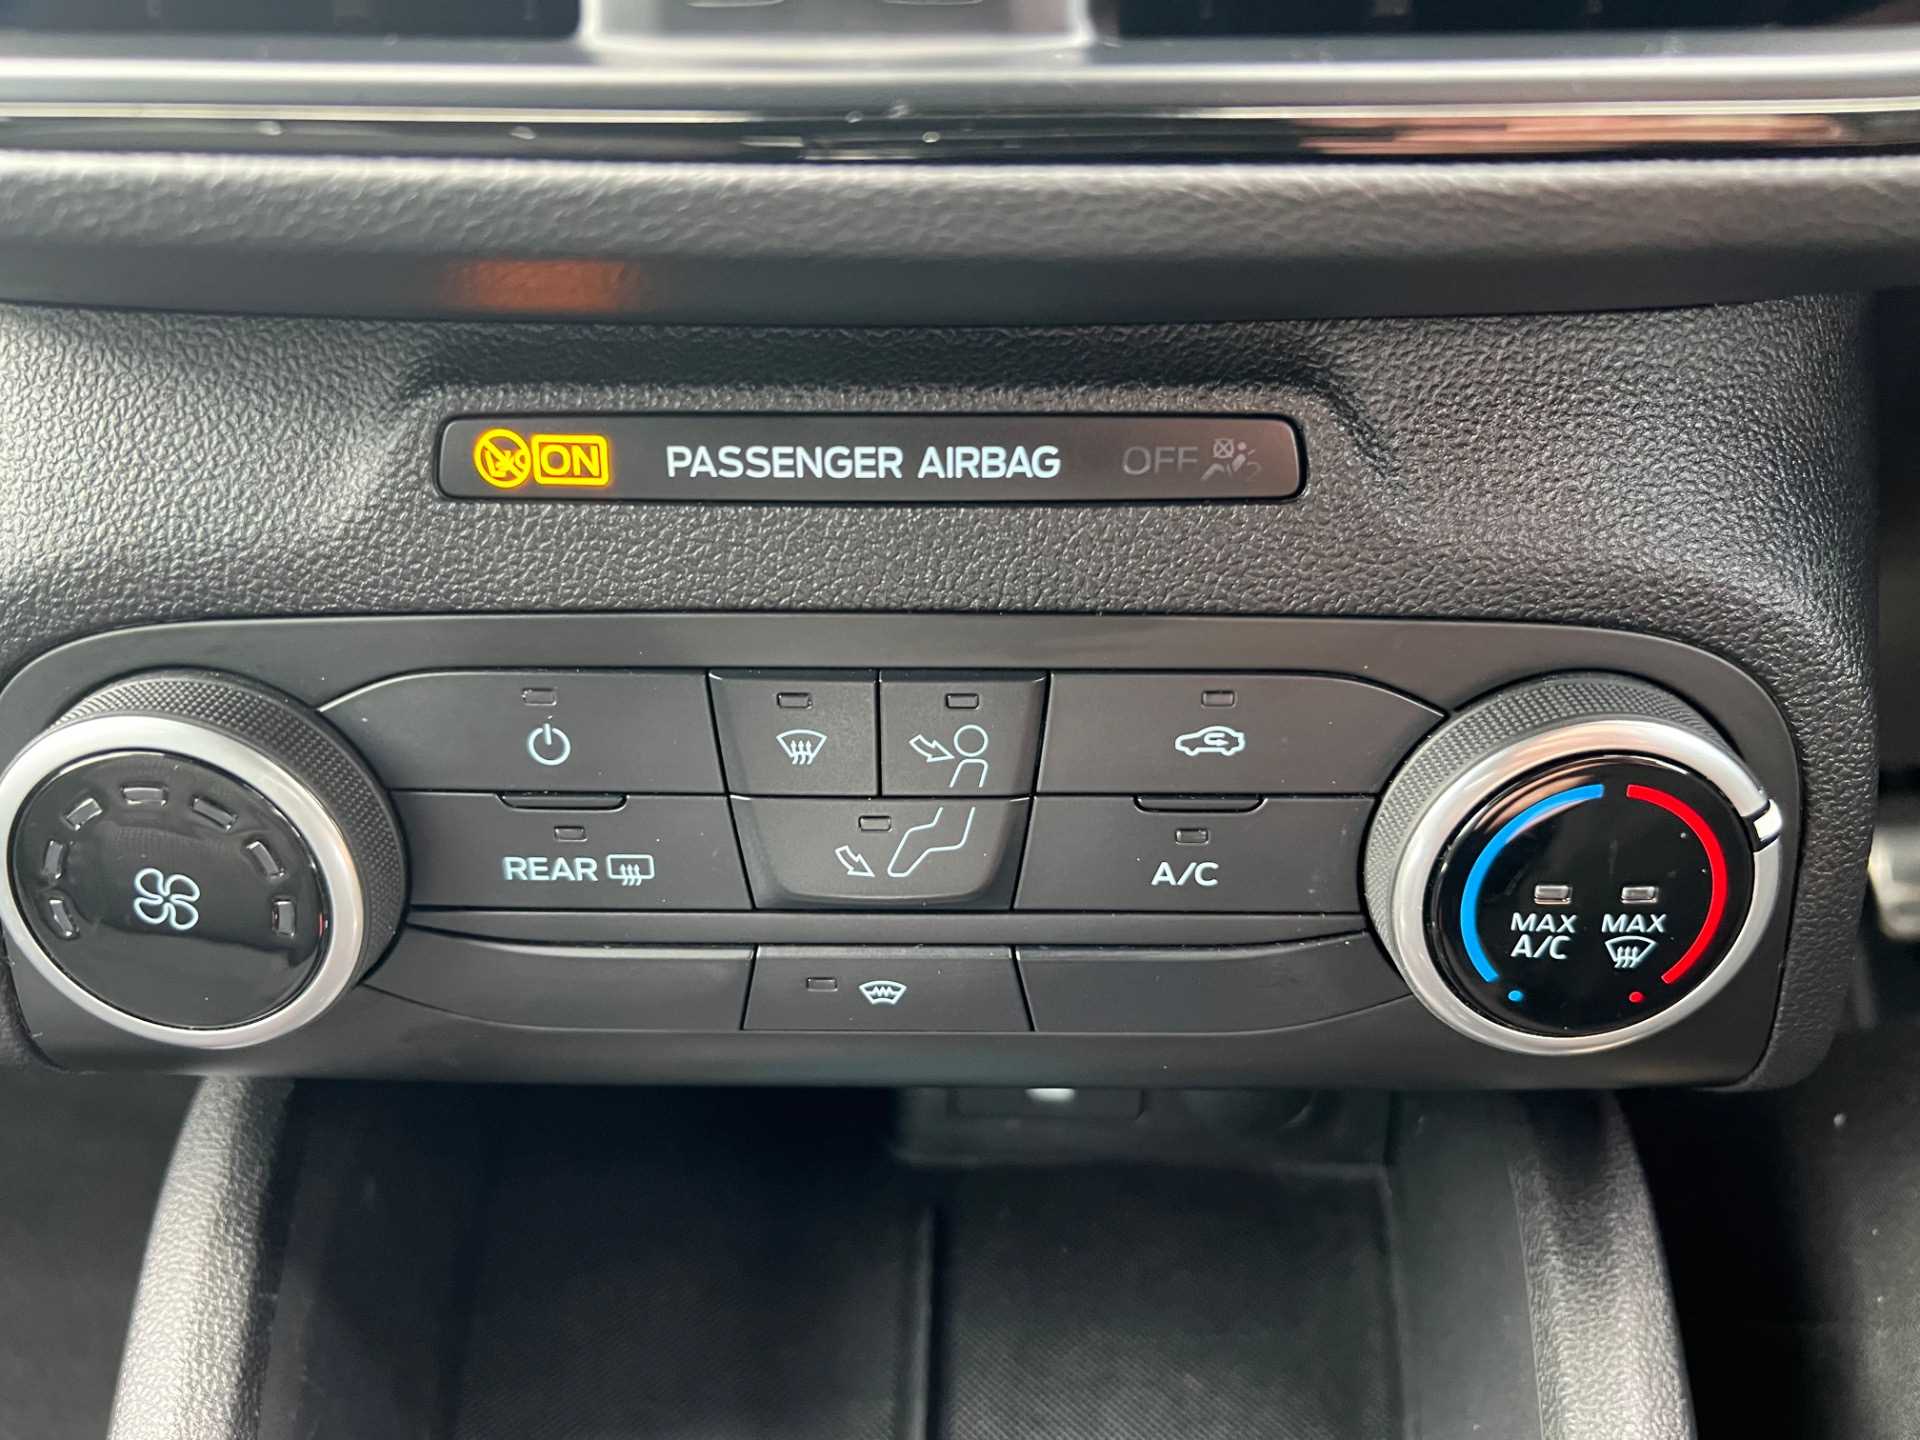 ON PASSENGER AIRBAG OFF
REAR
A/C
MAX A/C
MAX